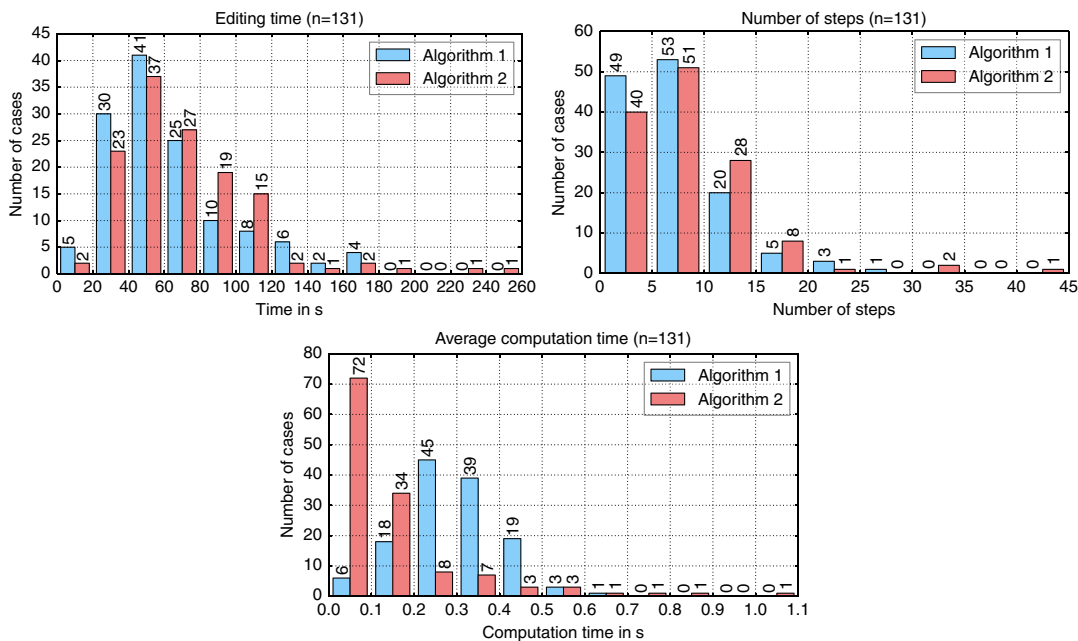 Editing time (n=131)
45
40
35
30
25
20
15
10
5
0
Number of cases
5 2 30 23 41 37 25 27 10 19 8 15 6 2 2 1 4 2 0 1 0 0 0 1 0 1
Algorithm 1
Algorithm 2
0 20 40 60 80 100 120 140 160 180 200 220 240 260
Time in s
Number of steps (n=131)
60
50
40
30
20
10
0
Number of cases
49 40 53 51 20 28 5 8 3 1 1 0 0 2 0 0 0 1
Algorithm 1
Algorithm 2
0 5 10 15 20 25 30 35 40 45
Number of steps
Average computation time (n=131)
80
70
60
50
40
30
20
10
0
Number of cases
6 72 18 34 45 8 39 7 19 3 3 3 1 1 0 1 0 1 0 0 0 1
Algorithm 1
Algorithm 2
0.0 0.1 0.2 0.3 0.4 0.5 0.6 0.7 0.8 0.9 1.0 1.1
Computation time in s